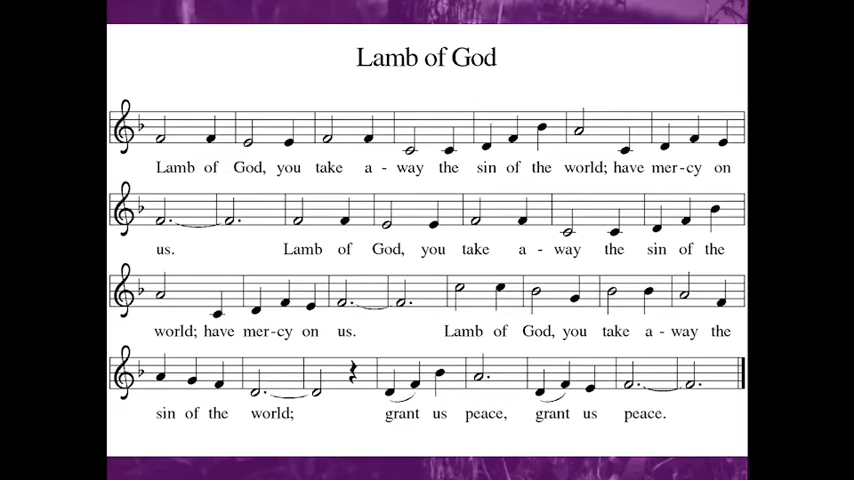 Lamb of God
Lamb of God, you take a - way the sin of the world; have mer-cy on
us. Lamb of God, you take a - way the sin of the
world; have mer-cy on us. Lamb of God, you take a - way the
sin of the world; grant us peace, grant us peace.